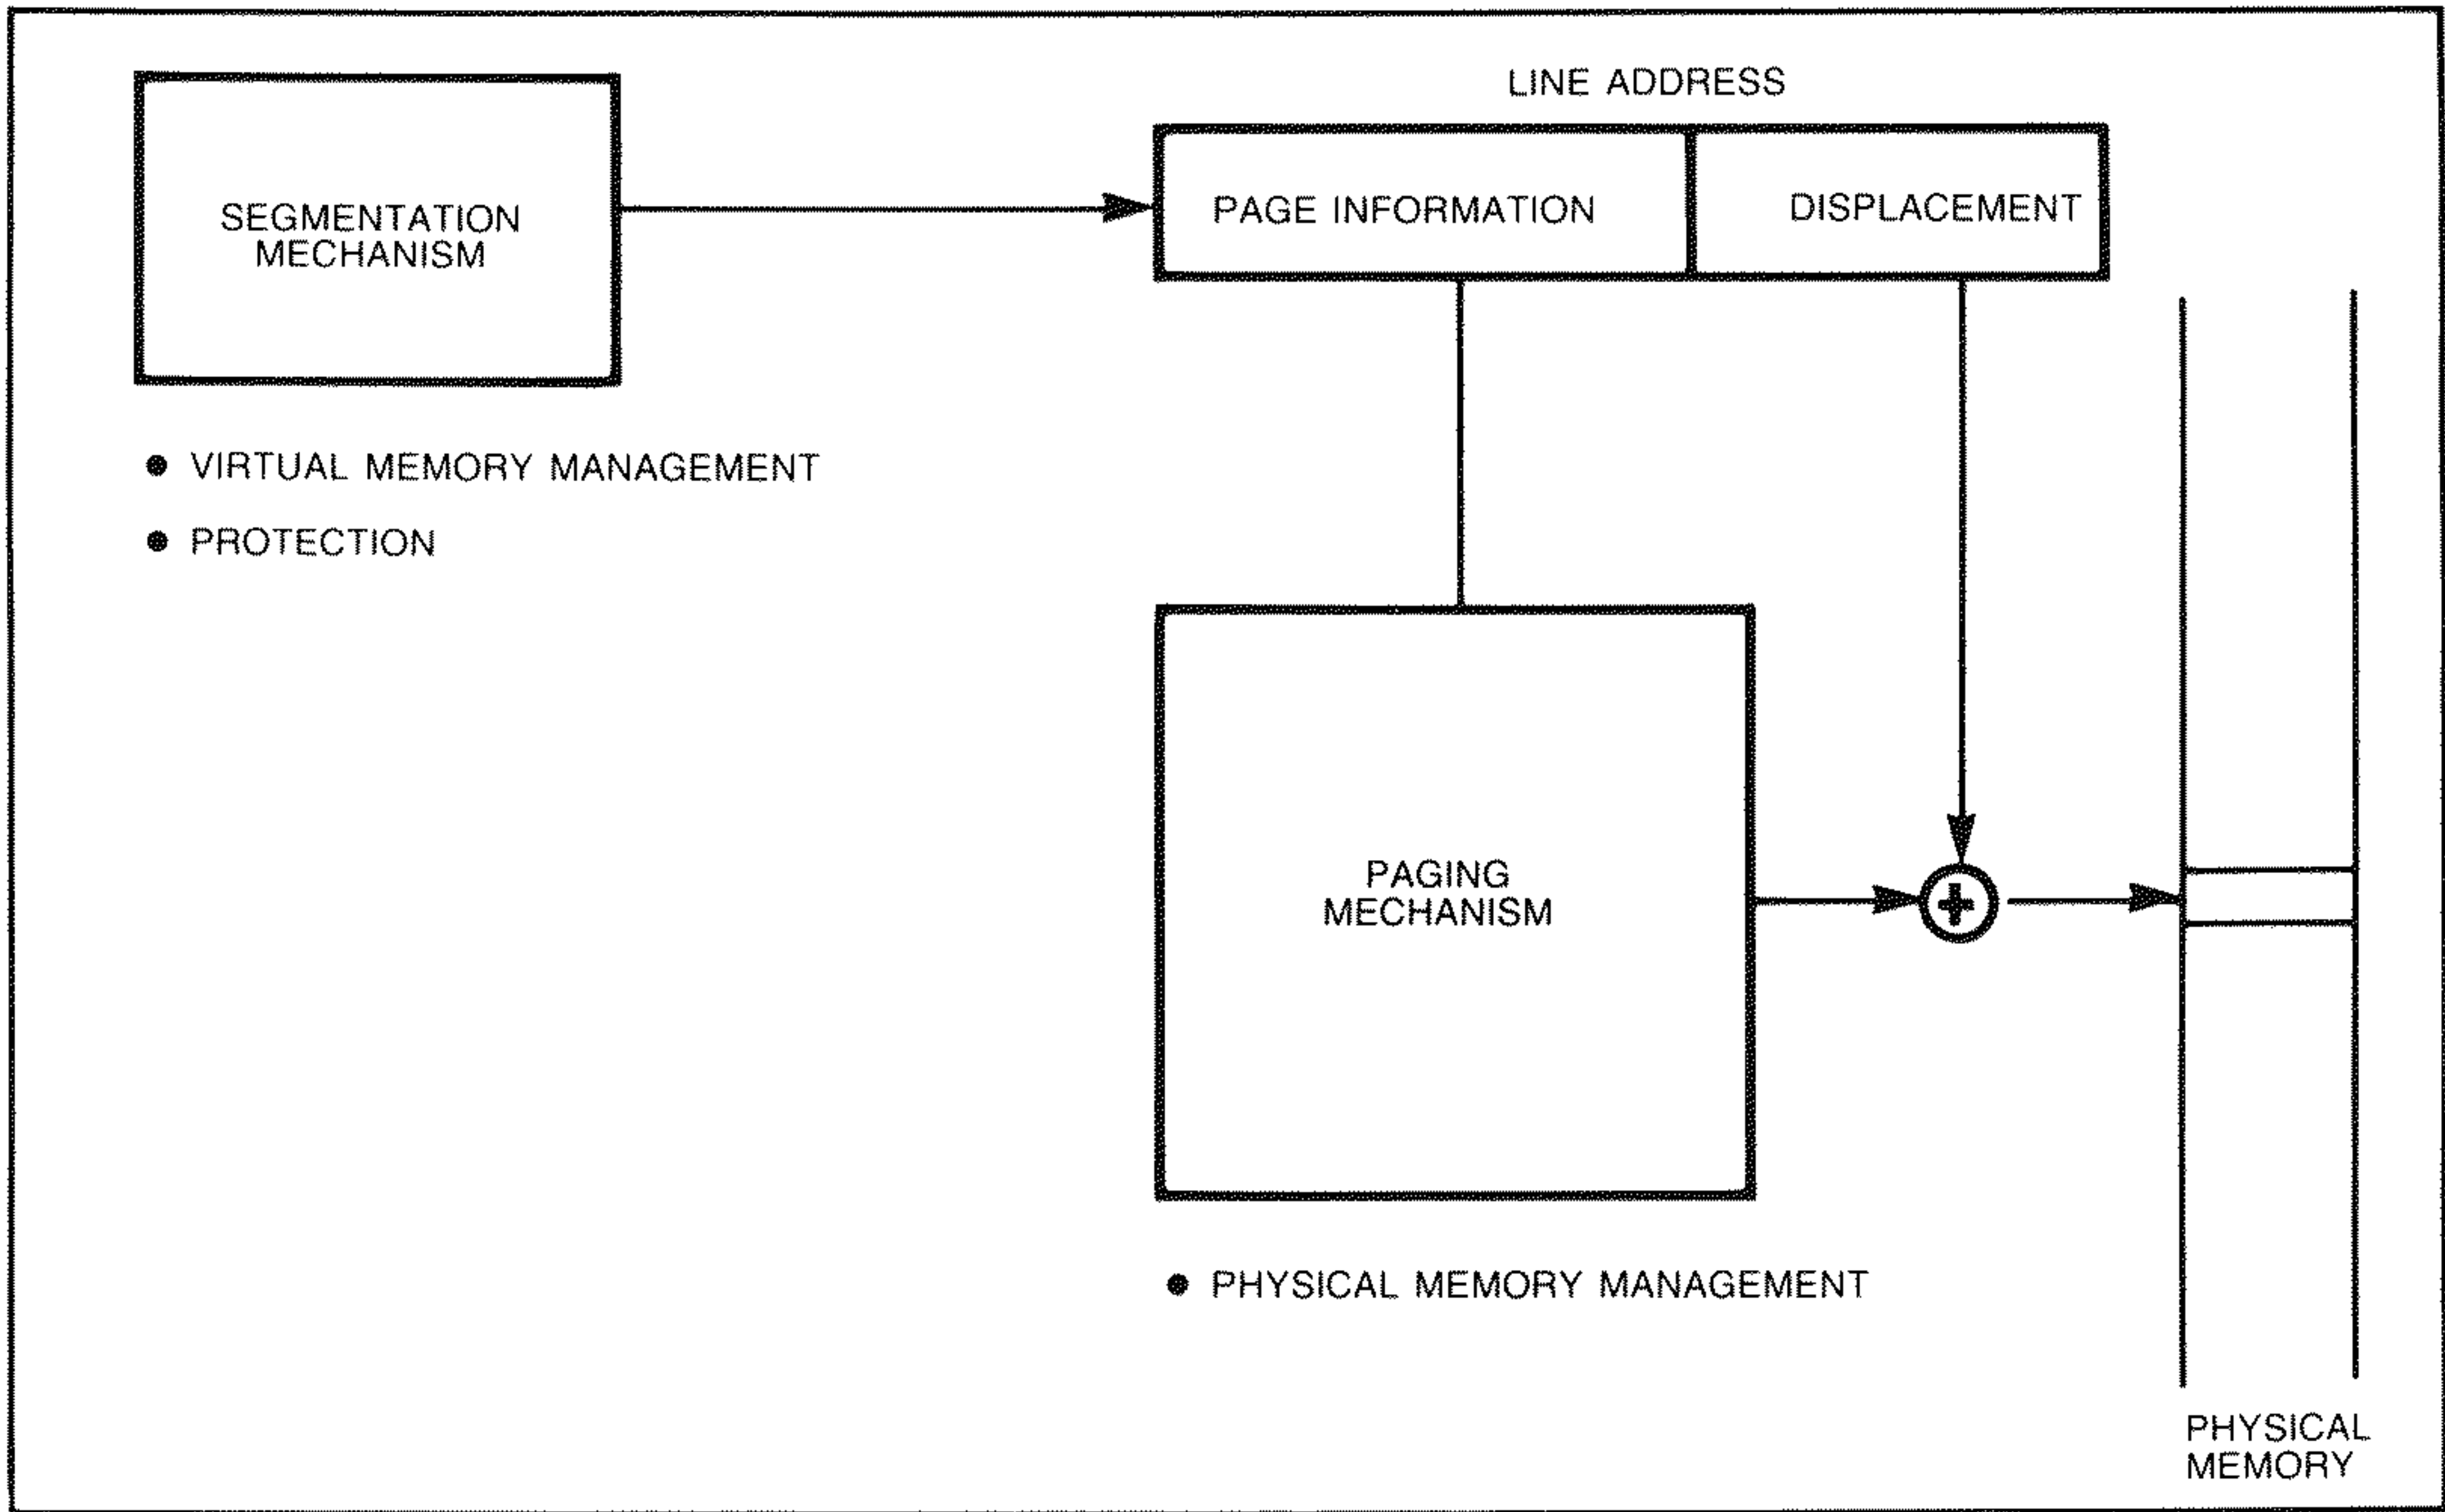 LINE ADDRESS
SEGMENTATION
MECHANISM
PAGE INFORMATION
DISPLACEMENT
● VIRTUAL MEMORY MANAGEMENT
● PROTECTION
PAGING
MECHANISM
+
● PHYSICAL MEMORY MANAGEMENT
PHYSICAL
MEMORY